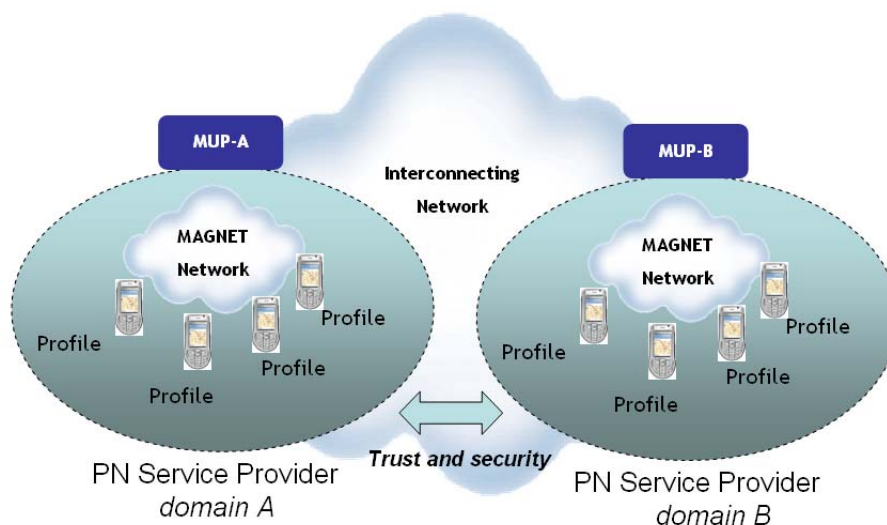 MUP-A
MUP-B
Interconnecting
Network
MAGNET
Network
Profile
Profile
Profile
Profile
MAGNET
Network
Profile
Profile
Profile
Profile
Trust and security
PN Service Provider
domain A
PN Service Provider
domain B